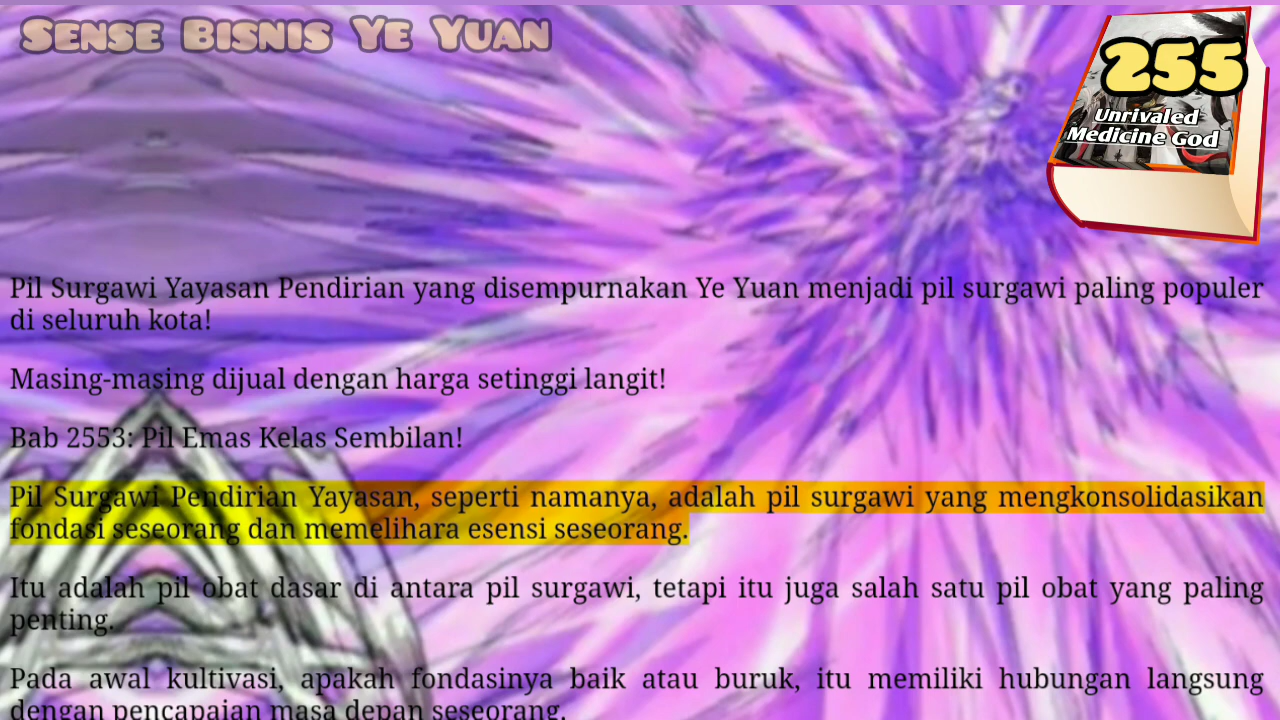 Sense Bisnis Ye Yuan
255
Unrivaled
Medicine God
Pil Surgawi Yayasan Pendirian yang disempurnakan Ye Yuan menjadi pil surgawi paling populer
di seluruh kota!
Masing-masing dijual dengan harga setinggi langit!
Bab 2553: Pil Emas Kelas Sembilan!
Pil Surgawi Pendirian Yayasan, seperti namanya, adalah pil surgawi yang mengkonsolidasikan
fondasi seseorang dan memelihara esensi seseorang.
Itu adalah pil obat dasar di antara pil surgawi, tetapi itu juga salah satu pil obat yang paling
penting.
Pada awal kultivasi, apakah fondasinya baik atau buruk, itu memiliki hubungan langsung
dengan pencapaian masa depan seseorang.